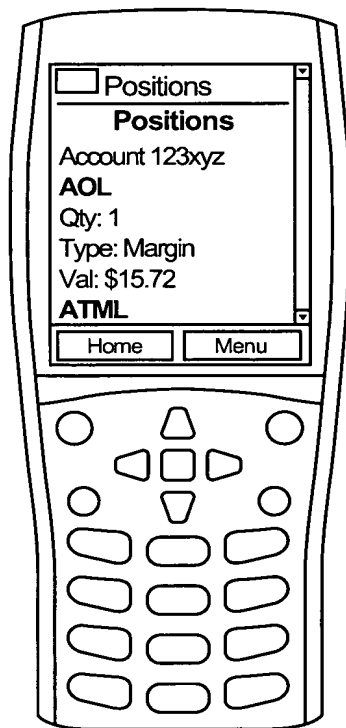 Positions
Positions
Account 123xyz
AOL
Qty: 1
Type: Margin
Val: $15.72
ATML
Home Menu